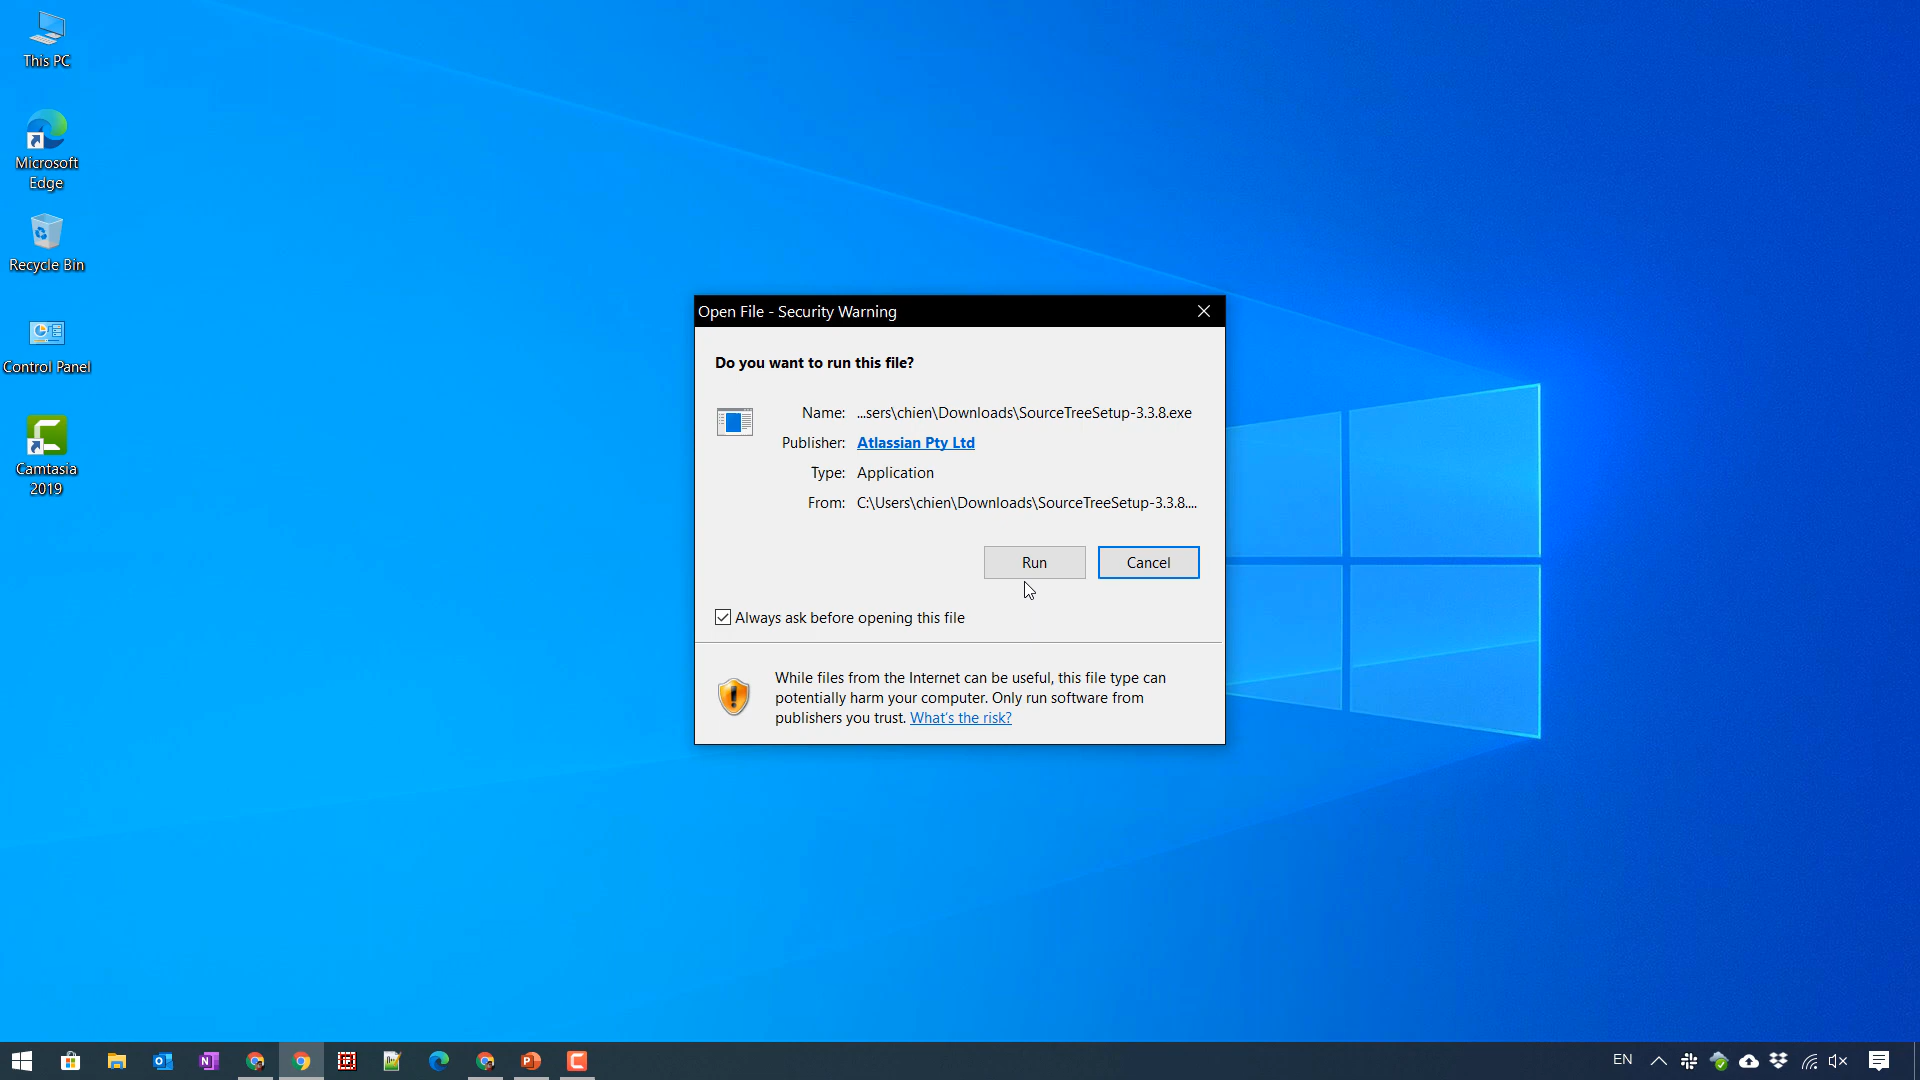 This PC
Microsoft
Edge
Recycle Bin
Control Panel
Camtasia
2019
Open File - Security Warning
Do you want to run this file?
Name: ...sers\chien\Downloads\SourceTreeSetup-3.3.8.exe
Publisher: Atlassian Pty Ltd
Type: Application
From: C:\Users\chien\Downloads\SourceTreeSetup-3.3.8....
Run
Cancel
Always ask before opening this file
While files from the Internet can be useful, this file type can
potentially harm your computer. Only run software from
publishers you trust. What's the risk?
EN